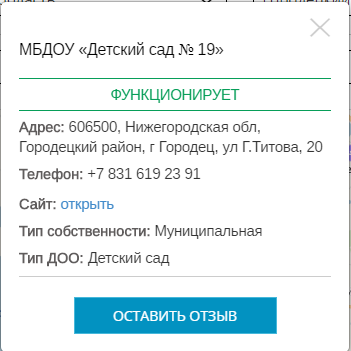 МБДОУ «Детский сад № 19»
ФУНКЦИОНИРУЕТ
Адрес: 606500, Нижегородская обл,
Городецкий район, г Городец, ул Г.Титова, 20
Телефон: +7 831 619 23 91
Сайт: открыть
Тип собственности: Муниципальная
Тип ДОО: Детский сад
ОСТАВИТЬ ОТЗЫВ